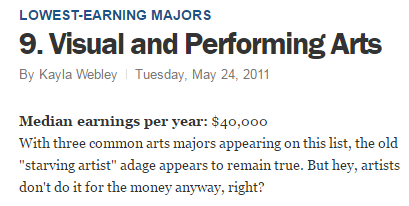 LOWEST-EARNING MAJORS
9. Visual and Performing Arts
By Kayla Webley | Tuesday, May 24, 2011
Median earnings per year: $40,000
With three common arts majors appearing on this list, the old
"starving artist" adage appears to remain true. But hey, artists
don't do it for the money anyway, right?